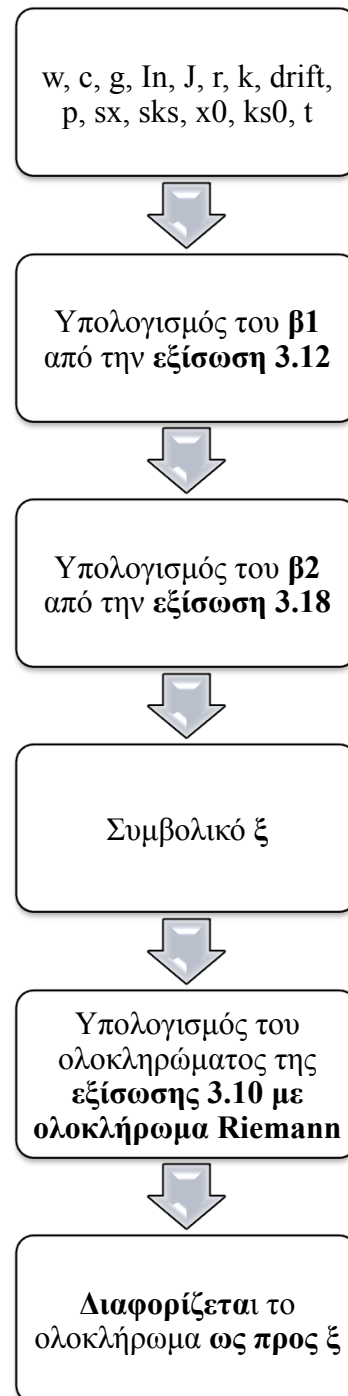 w, c, g, In, J, r, k, drift,
p, sx, sks, x0, ks0, t
Υπολογισμός του β1
από την εξίσωση 3.12
Υπολογισμός του β2
από την εξίσωση 3.18
Συμβολικό ξ
Υπολογισμός του
ολοκληρώματος της
εξίσωσης 3.10 με
ολοκλήρωμα Riemann
Διαφορίζεται το
ολοκλήρωμα ως προς ξ